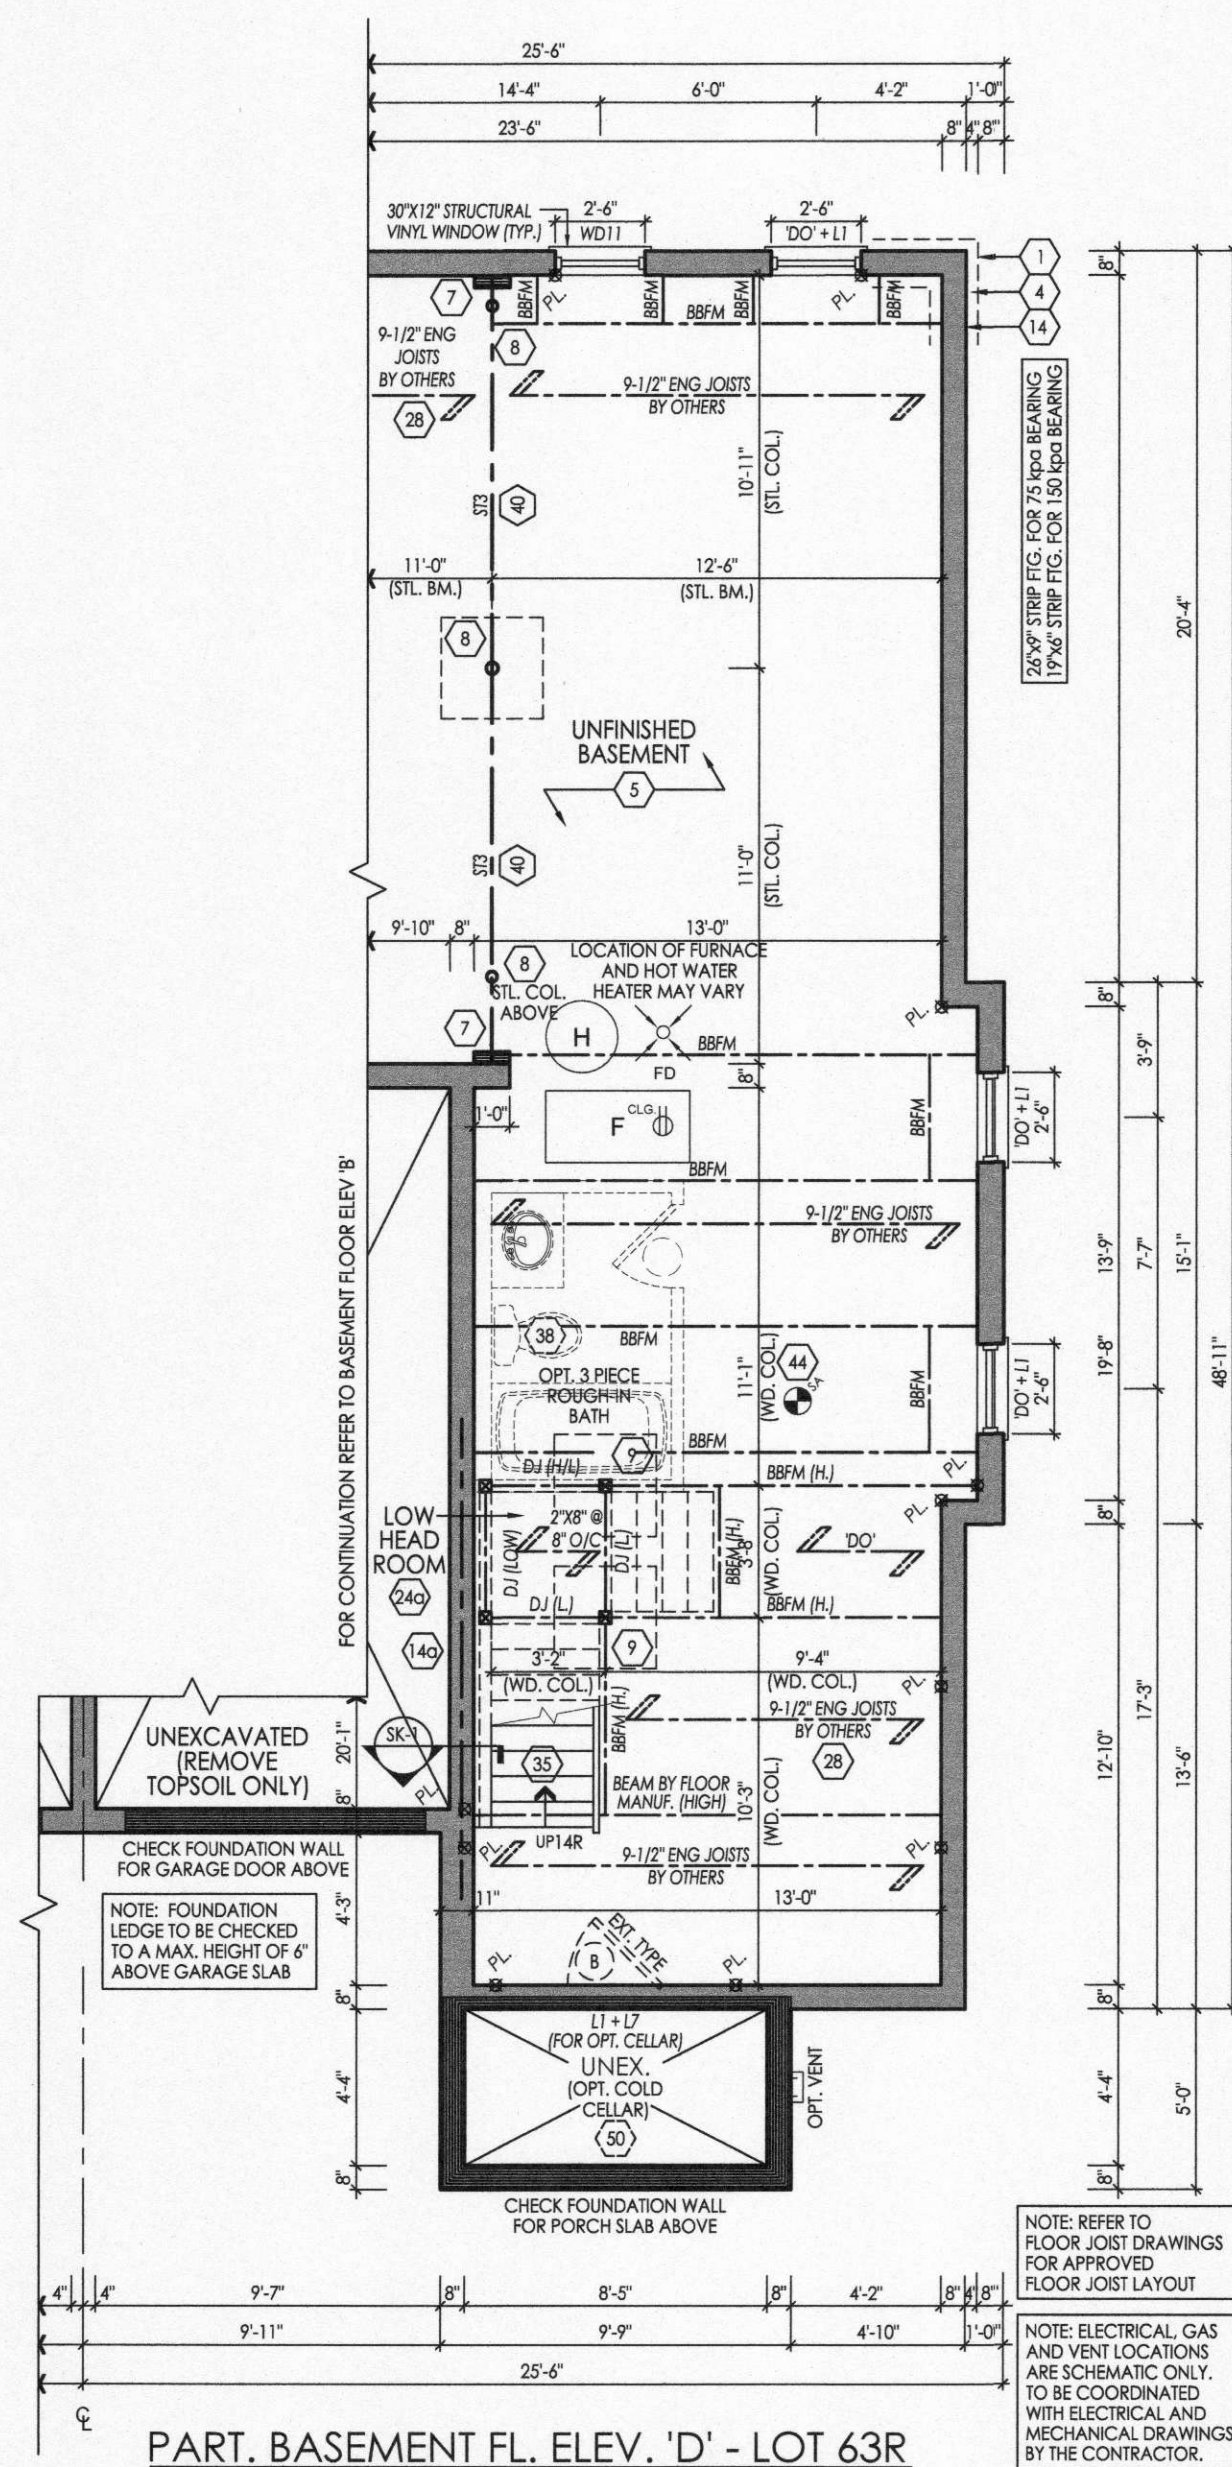 25'-6"
14'-4" 6'-0" 4'-2" 1'-0"
23'-6" 8" 4" 8"
30"X12" STRUCTURAL
VINYL WINDOW (TYP.)
2'-6"
WD11
2'-6"
'DO' + L1
1
4
14
8"
7
BBFM
PL.
BBFM
BBFM
BBFM
PL.
BBFM
8
9-1/2" ENG
JOISTS
BY OTHERS
28
9-1/2" ENG JOISTS
BY OTHERS
26"x9" STRIP FTG. FOR 75 kpa BEARING
19"x6" STRIP FTG. FOR 150 kpa BEARING
10'-11"
(STL. COL.)
ST3
40
11'-0"
(STL. BM.)
12'-6"
(STL. BM.)
20'-4"
8
UNFINISHED
BASEMENT
5
ST3
40
11'-0"
(STL. COL.)
9'-10" 8" 13'-0"
LOCATION OF FURNACE
AND HOT WATER
HEATER MAY VARY
8
STL. COL.
ABOVE
7
H
FD
BBFM
PL.
8"
3'-9"
8"
1'-0"
F
CLG.
BBFM
'DO' + L1
2'-6"
BBFM
9-1/2" ENG JOISTS
BY OTHERS
FOR CONTINUATION REFER TO BASEMENT FLOOR ELEV 'B'
13'-9"
7'-7"
15'-1"
19'-8"
48'-11"
38
BBFM
OPT. 3 PIECE
ROUGH-IN
BATH
11'-1"
(WD. COL.)
44
SA
BBFM
'DO' + L1
2'-6"
BBFM
9
DJ (H/L)
BBFM (H.)
PL.
PL.
8"
LOW
HEAD
ROOM
24a
14a
2"X8" @
8" O/C
DJ (LOW)
DJ (L)
DJ (L.)
BBFM (H.)
3'-8"
(WD. COL.)
'DO'
BBFM (H.)
9
3'-2"
(WD. COL.)
9'-4"
(WD. COL.)
PL.
BBFM (H.)
9-1/2" ENG JOISTS
BY OTHERS
28
17'-3"
12'-10"
13'-6"
UNEXCAVATED
(REMOVE
TOPSOIL ONLY)
20'-1"
8"
SK-1
PL.
35
UP14R
BEAM BY FLOOR
MANUF. (HIGH)
10'-3"
(WD. COL.)
CHECK FOUNDATION WALL
FOR GARAGE DOOR ABOVE
PL.
9-1/2" ENG JOISTS
BY OTHERS
PL.
NOTE: FOUNDATION
LEDGE TO BE CHECKED
TO A MAX. HEIGHT OF 6"
ABOVE GARAGE SLAB
4'-3"
11"
13'-0"
PL.
B
EXT. TYPE
PL.
8"
8"
L1 + L7
(FOR OPT. CELLAR)
UNEX.
(OPT. COLD
CELLAR)
50
OPT. VENT
4'-4"
4'-4"
5'-0"
8"
8"
CHECK FOUNDATION WALL
FOR PORCH SLAB ABOVE
NOTE: REFER TO
FLOOR JOIST DRAWINGS
FOR APPROVED
FLOOR JOIST LAYOUT
4" 4" 9'-7" 8" 8'-5" 8" 4'-2" 8" 4" 8"
9'-11" 9'-9" 4'-10" 1'-0"
25'-6"
NOTE: ELECTRICAL, GAS
AND VENT LOCATIONS
ARE SCHEMATIC ONLY.
TO BE COORDINATED
WITH ELECTRICAL AND
MECHANICAL DRAWINGS
BY THE CONTRACTOR.
PART. BASEMENT FL. ELEV. 'D' - LOT 63R